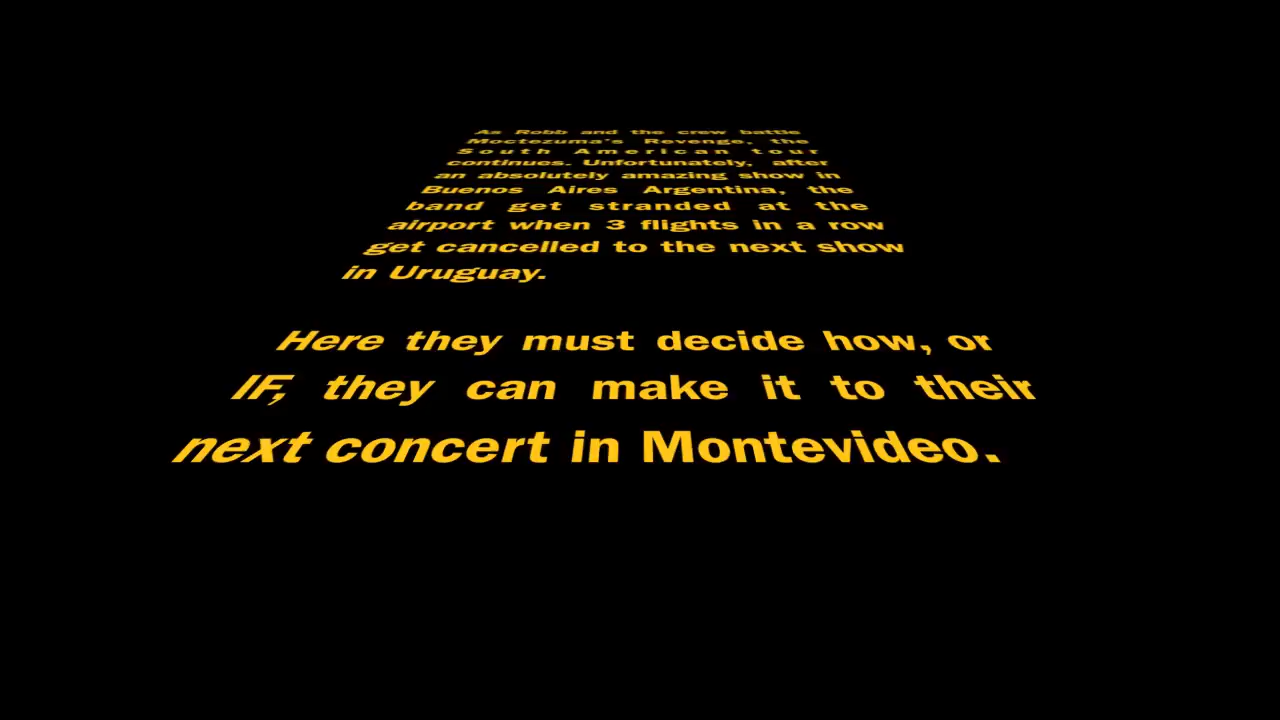 As Robb and the crew battle
Moctezuma's Revenge, the
South American tour
continues. Unfortunately, after
an absolutely amazing show in
Buenos Aires Argentina, the
band get stranded at the
airport when 3 flights in a row
get cancelled to the next show
in Uruguay.
Here they must decide how, or
IF, they can make it to their
next concert in Montevideo.